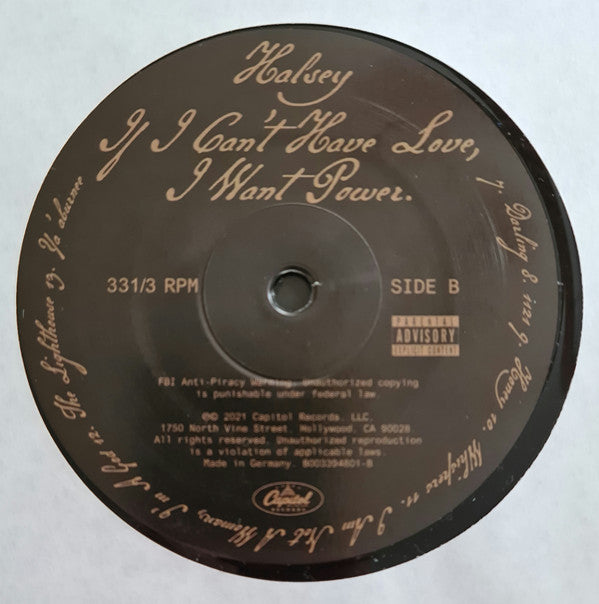 Halsey
If I Can't Have Love,
I Want Power.
331/3 RPM
SIDE B
PARENTAL
ADVISORY
EXPLICIT CONTENT
7. Darling 8. 1121 9. Honey 10. Whispers 11. I Am Not A Woman, I'm A God 12. The Lighthouse 13. Ya'aburnee
FBI Anti-Piracy Warning: Unauthorized copying
is punishable under federal law
℗© 2021 Capitol Records, LLC.
1750 North Vine Street, Hollywood, CA 90028
All rights reserved. Unauthorized reproduction
is a violation of applicable laws.
Made in Germany. B003394801-B
Capitol
RECORDS